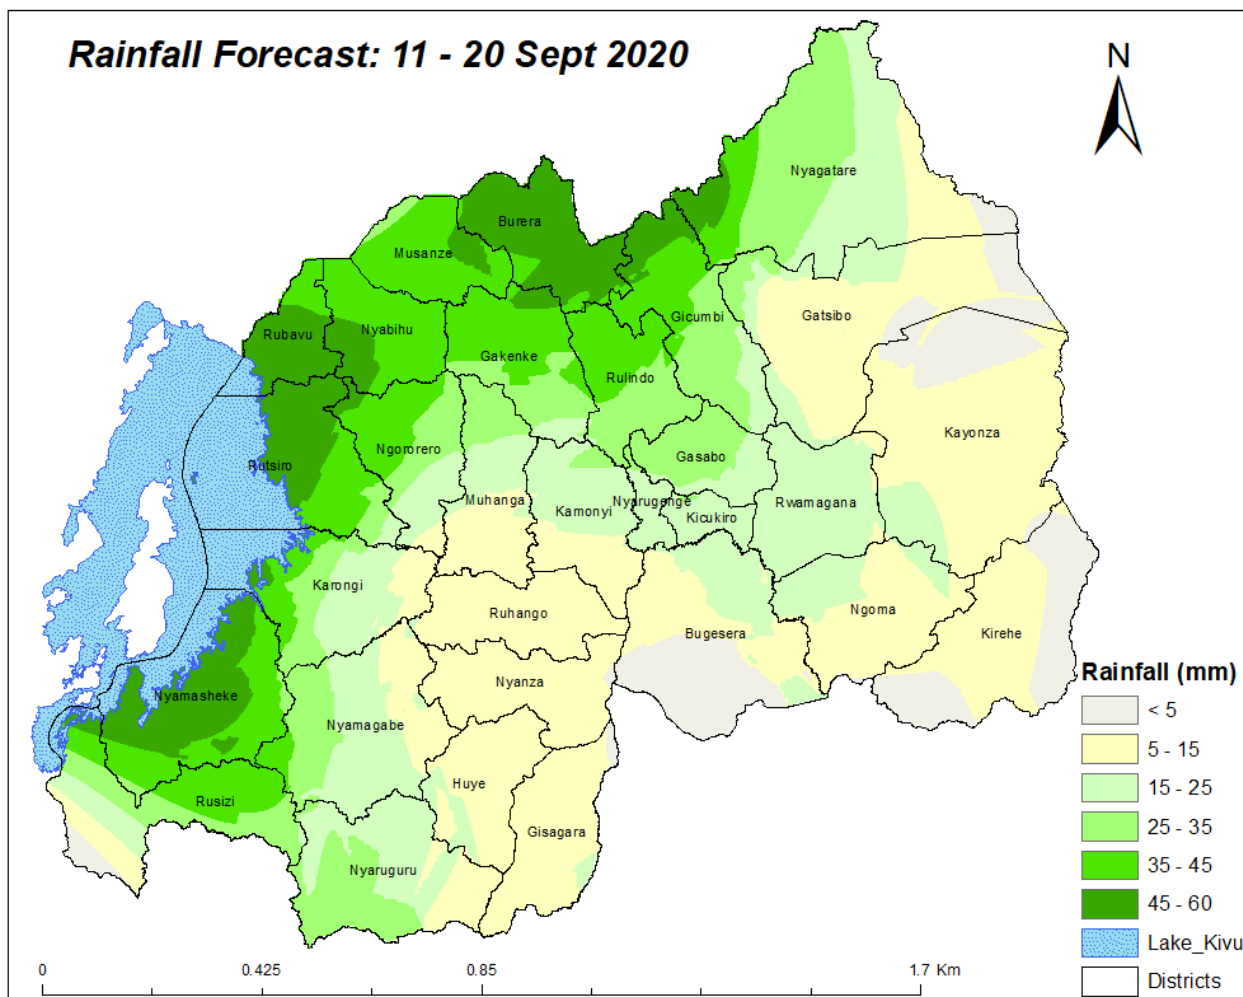 Rainfall Forecast: 11 - 20 Sept 2020
N
Nyagatare
Burera
Musanze
Rubavu
Nyabihu
Gicumbi
Gatsibo
Gakenke
Rulindo
Kayonza
Ngororero
Gasabo
Rutsiro
Muhanga
Kamonyi
Nyarugenge
Kicukiro
Rwamagana
Karongi
Ruhango
Bugesera
Ngoma
Kirehe
Nyamasheke
Nyanza
Nyamagabe
Huye
Rusizi
Gisagara
Nyaruguru
Rainfall (mm)
< 5
5 - 15
15 - 25
25 - 35
35 - 45
45 - 60
Lake_Kivu
Districts
0 0.425 0.85 1.7 Km